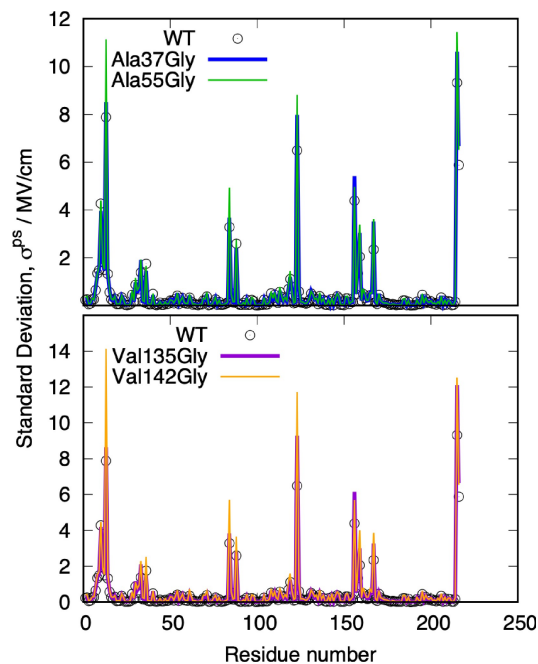 12
10
8
6
4
2
WT
Ala37Gly
Ala55Gly
Standard Deviation, σᵖˢ / MV/cm
14
12
10
8
6
4
2
0
WT
Val135Gly
Val142Gly
0 50 100 150 200 250
Residue number